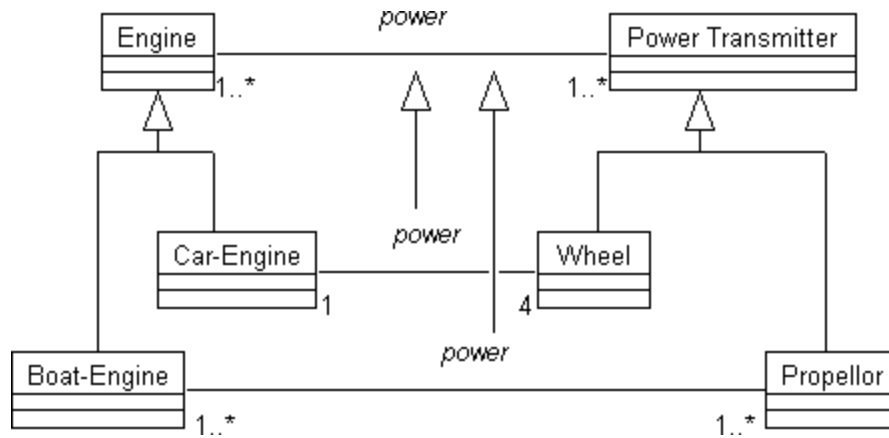 power
Engine
Power Transmitter
1..*
1..*
power
Car-Engine
Wheel
1
4
power
Boat-Engine
Propellor
1..*
1..*